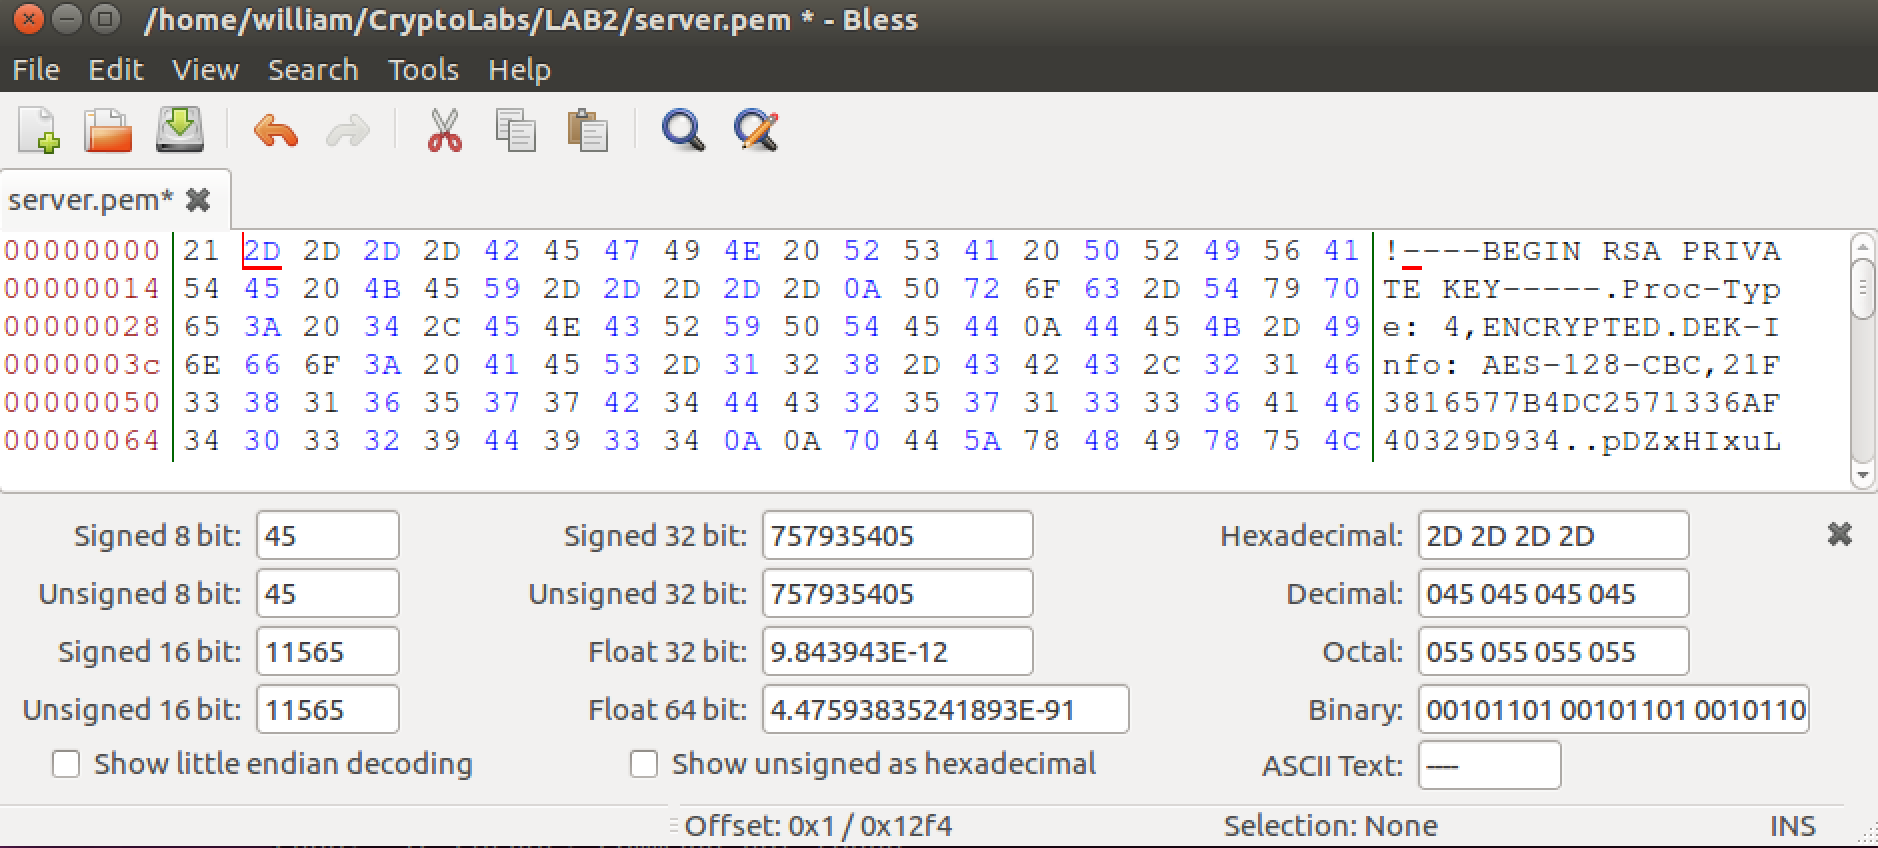 /home/william/CryptoLabs/LAB2/server.pem * - Bless
File Edit View Search Tools Help
server.pem*
00000000 21 2D 2D 2D 2D 42 45 47 49 4E 20 52 53 41 20 50 52 49 56 41 !----BEGIN RSA PRIVA
00000014 54 45 20 4B 45 59 2D 2D 2D 2D 2D 0A 50 72 6F 63 2D 54 79 70 TE KEY-----.Proc-Typ
00000028 65 3A 20 34 2C 45 4E 43 52 59 50 54 45 44 0A 44 45 4B 2D 49 e: 4,ENCRYPTED.DEK-I
0000003c 6E 66 6F 3A 20 41 45 53 2D 31 32 38 2D 43 42 43 2C 32 31 46 nfo: AES-128-CBC,21F
00000050 33 38 31 36 35 37 37 42 34 44 43 32 35 37 31 33 33 36 41 46 3816577B4DC2571336AF
00000064 34 30 33 32 39 44 39 33 34 0A 0A 70 44 5A 78 48 49 78 75 4C 40329D934..pDZxHIxuL
Signed 8 bit: 45 Signed 32 bit: 757935405 Hexadecimal: 2D 2D 2D 2D
Unsigned 8 bit: 45 Unsigned 32 bit: 757935405 Decimal: 045 045 045 045
Signed 16 bit: 11565 Float 32 bit: 9.843943E-12 Octal: 055 055 055 055
Unsigned 16 bit: 11565 Float 64 bit: 4.47593835241893E-91 Binary: 00101101 00101101 0010110
Show little endian decoding Show unsigned as hexadecimal ASCII Text: ----
Offset: 0x1 / 0x12f4 Selection: None INS